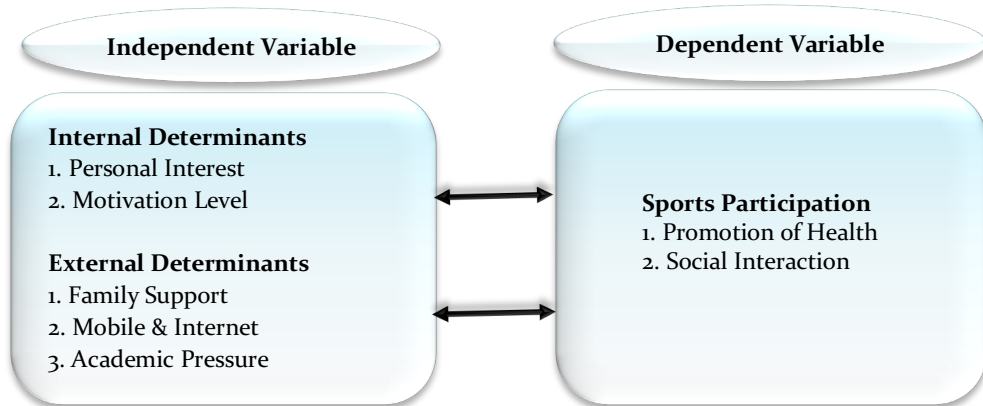 Independent Variable
Dependent Variable
Internal Determinants
1. Personal Interest
2. Motivation Level
External Determinants
1. Family Support
2. Mobile & Internet
3. Academic Pressure
Sports Participation
1. Promotion of Health
2. Social Interaction